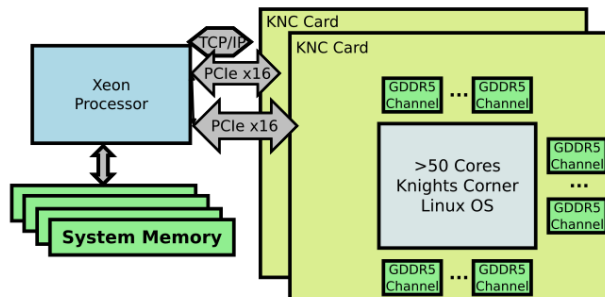 KNC Card
KNC Card
TCP/IP
PCIe x16
PCIe x16
Xeon
Processor
System Memory
GDDR5
Channel
...
GDDR5
Channel
>50 Cores
Knights Corner
Linux OS
GDDR5
Channel
...
GDDR5
Channel
GDDR5
Channel
...
GDDR5
Channel